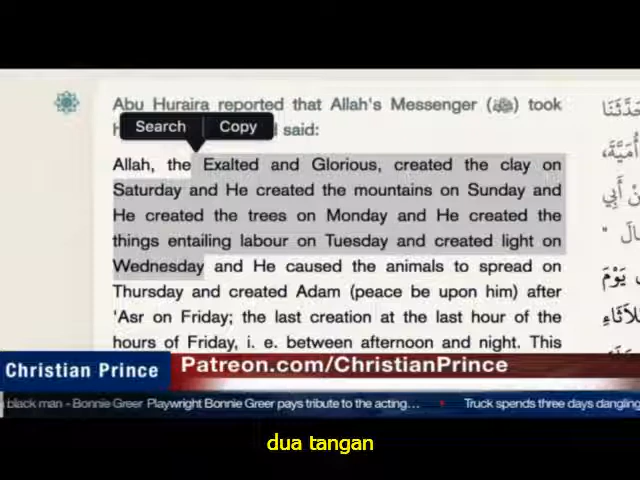 Abu Huraira reported that Allah's Messenger (ﷺ) took
Search Copy
said:
Allah, the Exalted and Glorious, created the clay on
Saturday and He created the mountains on Sunday and
He created the trees on Monday and He created the
things entailing labour on Tuesday and created light on
Wednesday and He caused the animals to spread on
Thursday and created Adam (peace be upon him) after
'Asr on Friday; the last creation at the last hour of the
hours of Friday, i. e. between afternoon and night. This
Christian Prince
Patreon.com/ChristianPrince
black man - Bonnie Greer Playwright Bonnie Greer pays tribute to the acting... Truck spends three days dangling
dua tangan